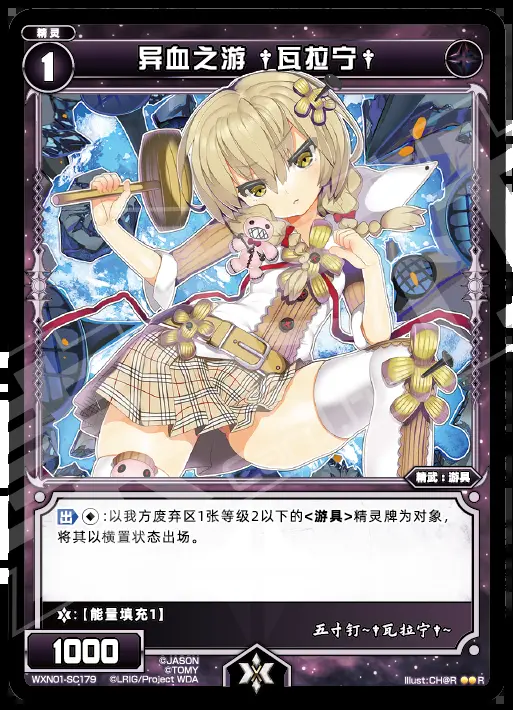 精灵
1
异血之游 †瓦拉宁†
精武:游具
出 :以我方废弃区1张等级2以下的<游具>精灵牌为对象,
将其以横置状态出场。
:【能量填充1】
五寸钉~†瓦拉宁†~
1000
©JASON
©TOMY
WXN01-SC179 ©LRIG/Project WDA
Illust:CH@R R